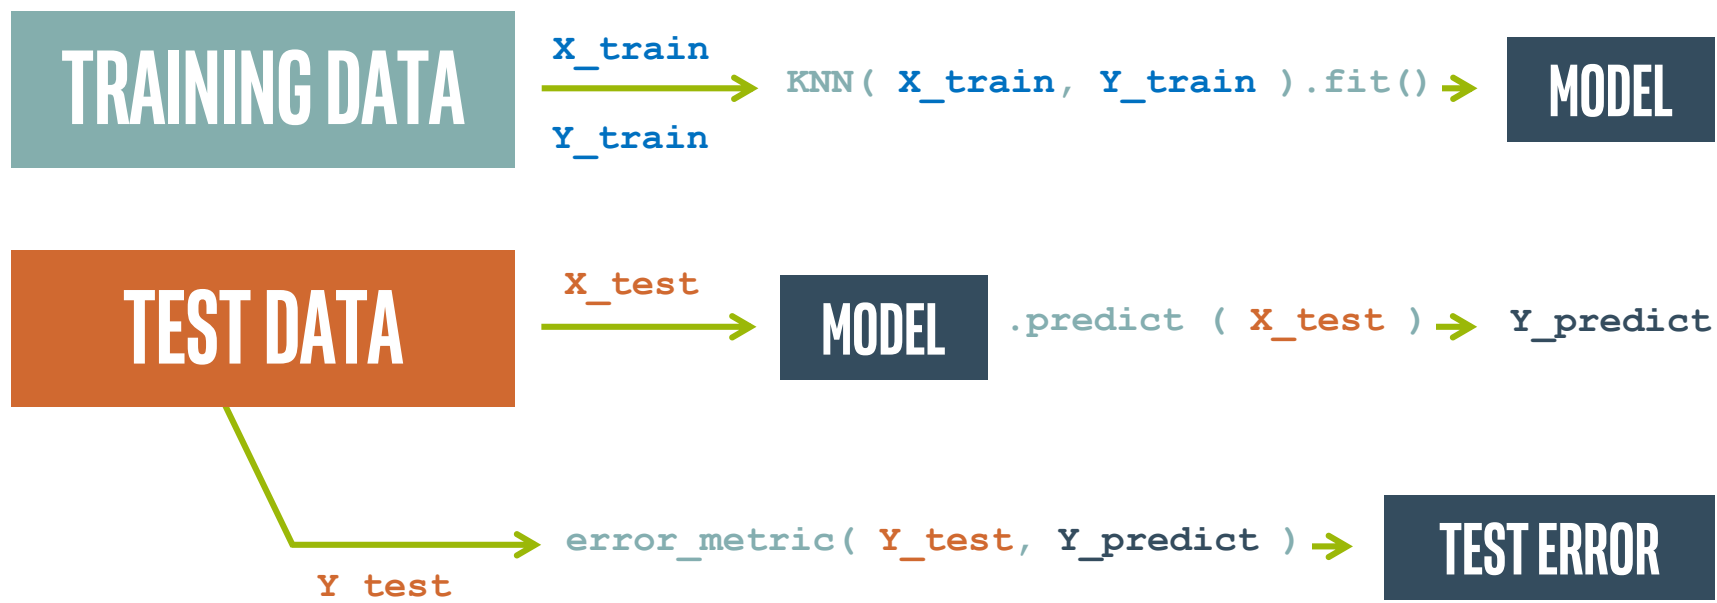 TRAINING DATA
X_train
Y_train
KNN( X_train, Y_train ).fit()
MODEL
TEST DATA
X_test
MODEL
.predict ( X_test )
Y_predict
Y test
error_metric( Y_test, Y_predict )
TEST ERROR